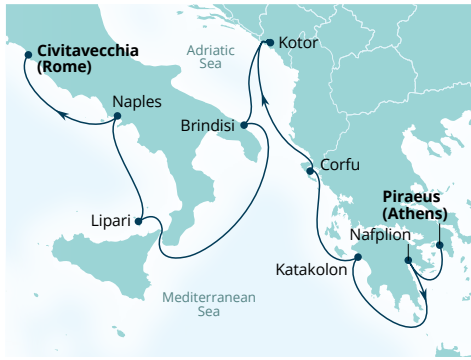 Civitavecchia
(Rome)
Adriatic
Sea
Kotor
Naples
Brindisi
Corfu
Piraeus
(Athens)
Lipari
Nafplion
Katakolon
Mediterranean
Sea